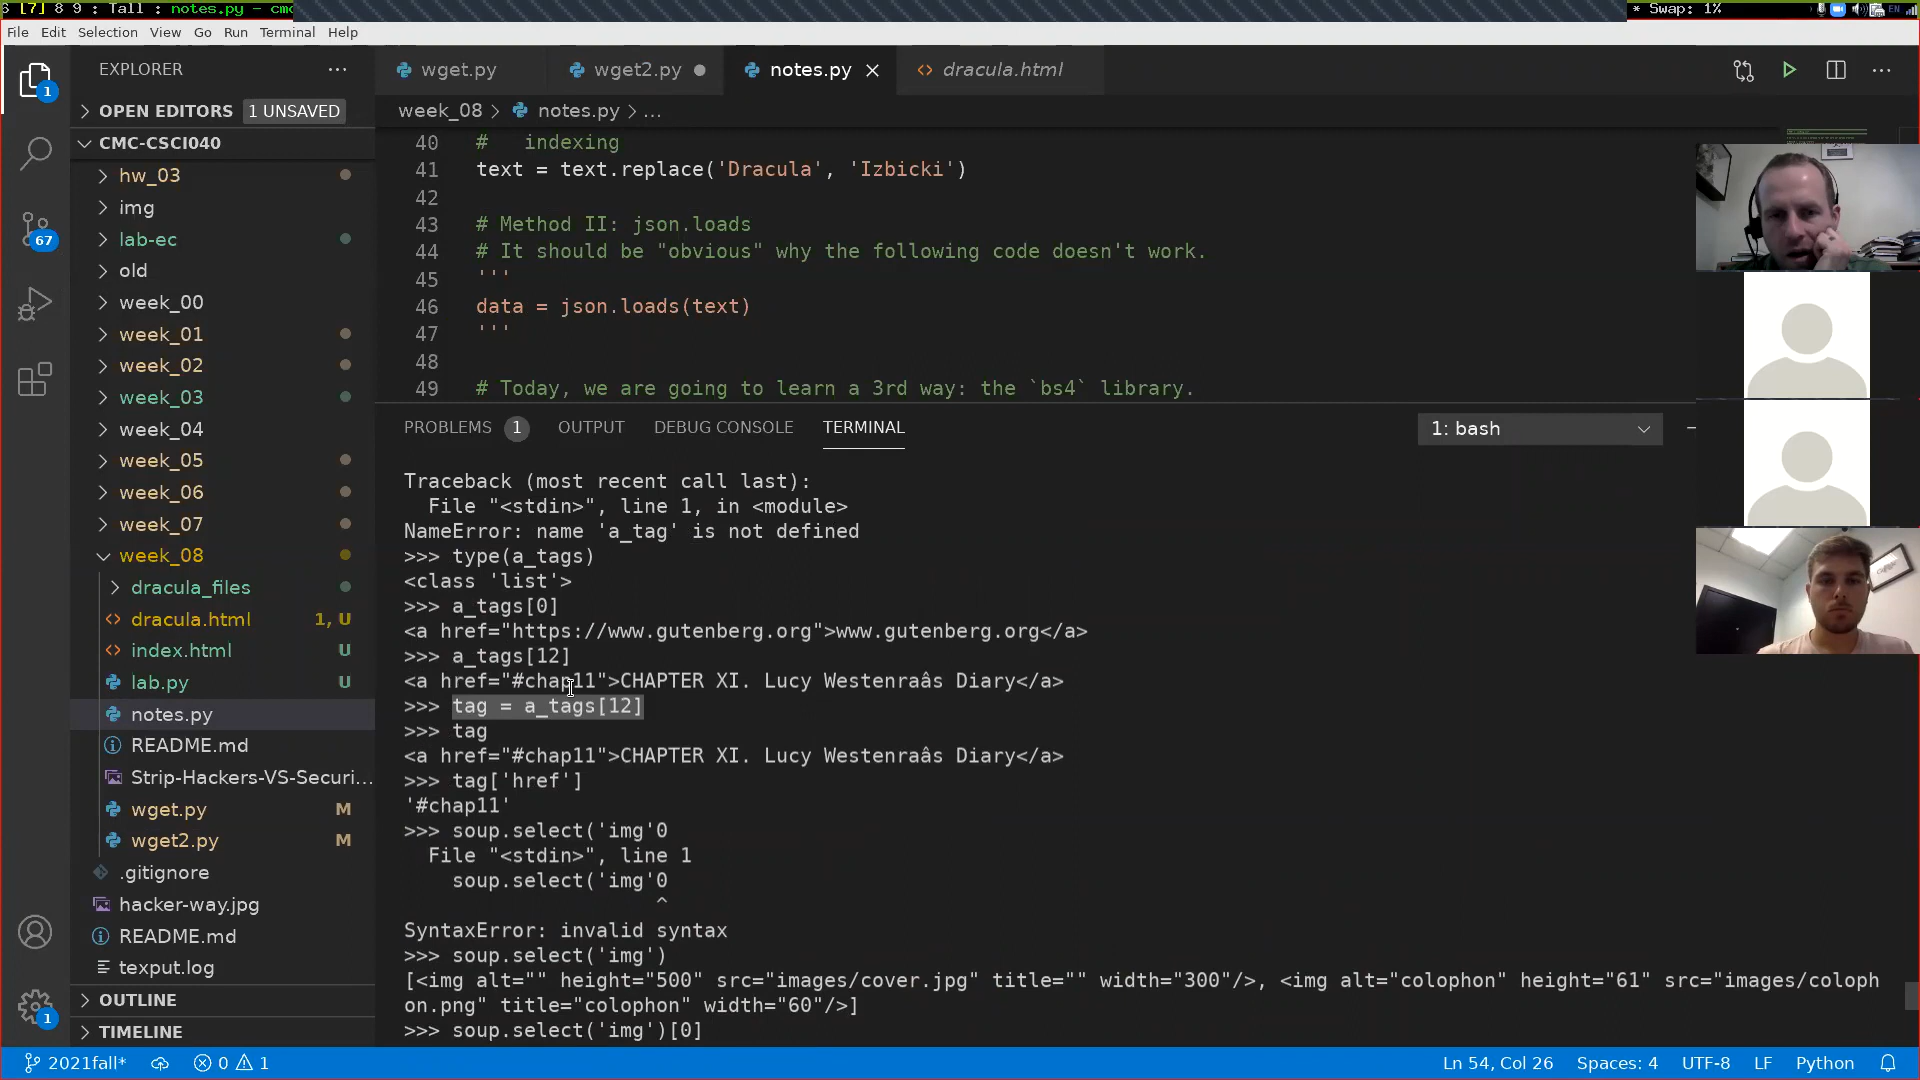 6 [7] 8 9 : Tall : notes.py - cmc
* Swap: 1%
EN
File Edit Selection View Go Run Terminal Help
EXPLORER
wget.py
wget2.py
notes.py
dracula.html
OPEN EDITORS 1 UNSAVED
week_08 > notes.py > ...
CMC-CSCI040
hw_03
img
lab-ec
old
week_00
week_01
week_02
week_03
week_04
week_05
week_06
week_07
week_08
dracula_files
dracula.html 1, U
index.html U
lab.py U
notes.py
README.md
Strip-Hackers-VS-Securi...
wget.py M
wget2.py M
.gitignore
hacker-way.jpg
README.md
texput.log
OUTLINE
TIMELINE
1
67
1
40 #   indexing
41 text = text.replace('Dracula', 'Izbicki')
42
43 # Method II: json.loads
44 # It should be "obvious" why the following code doesn't work.
45 '''
46 data = json.loads(text)
47 '''
48
49 # Today, we are going to learn a 3rd way: the `bs4` library.
PROBLEMS 1 OUTPUT DEBUG CONSOLE TERMINAL
1: bash
Traceback (most recent call last):
  File "<stdin>", line 1, in <module>
NameError: name 'a_tag' is not defined
>>> type(a_tags)
<class 'list'>
>>> a_tags[0]
<a href="https://www.gutenberg.org">www.gutenberg.org</a>
>>> a_tags[12]
<a href="#chap11">CHAPTER XI. Lucy Westenraâs Diary</a>
>>> tag = a_tags[12]
>>> tag
<a href="#chap11">CHAPTER XI. Lucy Westenraâs Diary</a>
>>> tag['href']
'#chap11'
>>> soup.select('img'0
  File "<stdin>", line 1
    soup.select('img'0
                     ^
SyntaxError: invalid syntax
>>> soup.select('img')
[<img alt="" height="500" src="images/cover.jpg" title="" width="300"/>, <img alt="colophon" height="61" src="images/coloph
on.png" title="colophon" width="60"/>]
>>> soup.select('img')[0]
2021fall* 0 1
Ln 54, Col 26 Spaces: 4 UTF-8 LF Python